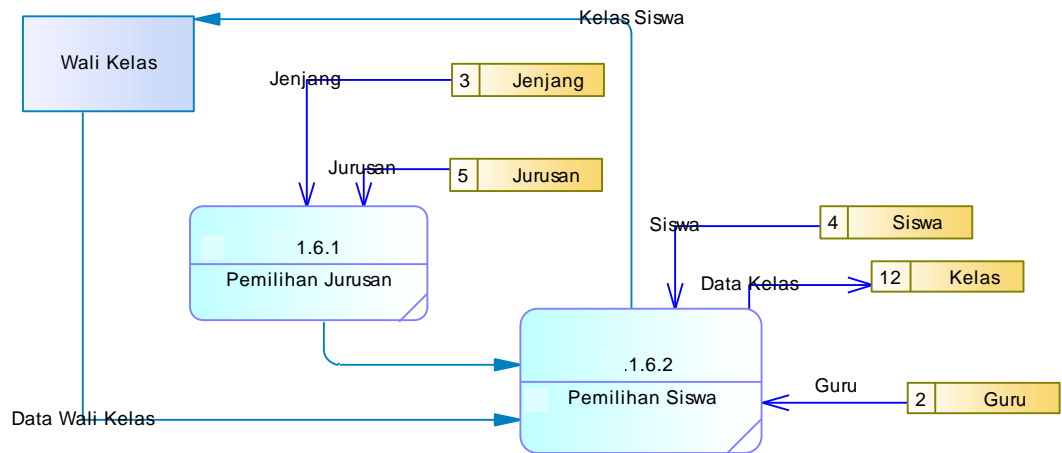 Kelas Siswa
Wali Kelas
Jenjang
3 Jenjang
Jurusan
5 Jurusan
Siswa
4 Siswa
1.6.1
Pemilihan Jurusan
Data Kelas
12 Kelas
.1.6.2
Pemilihan Siswa
Guru
2 Guru
Data Wali Kelas